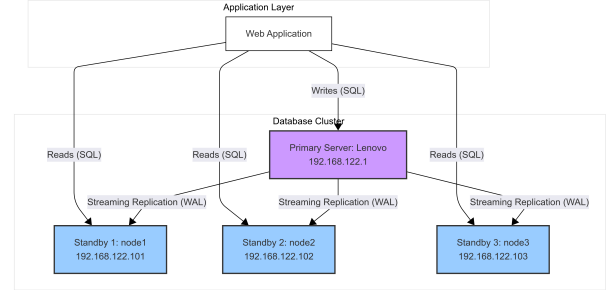 Application Layer
Web Application
Writes (SQL)
Database Cluster
Primary Server: Lenovo
192.168.122.1
Reads (SQL)
Reads (SQL)
Reads (SQL)
Streaming Replication (WAL)
Streaming Replication (WAL)
Streaming Replication (WAL)
Standby 1: node1
192.168.122.101
Standby 2: node2
192.168.122.102
Standby 3: node3
192.168.122.103